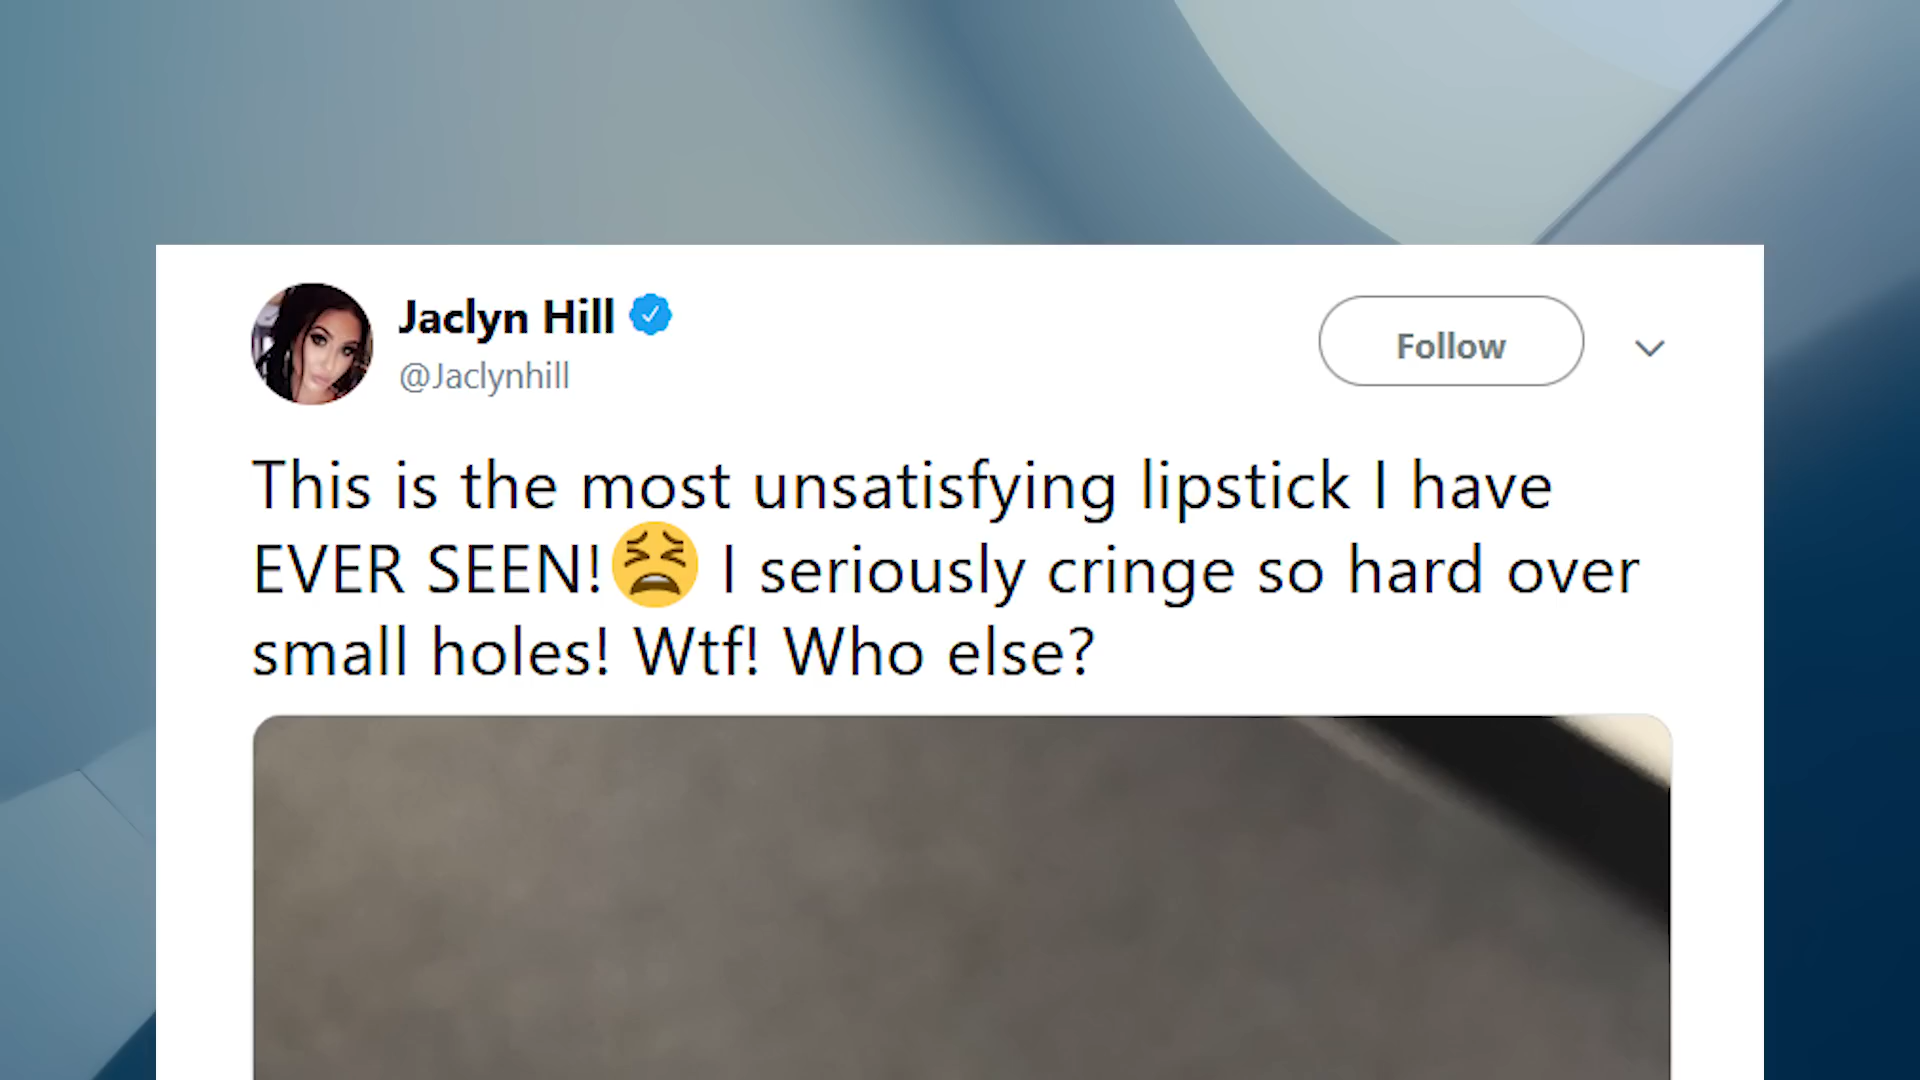 Jaclyn Hill
@Jaclynhill
Follow
This is the most unsatisfying lipstick I have
EVER SEEN!😫 I seriously cringe so hard over
small holes! Wtf! Who else?